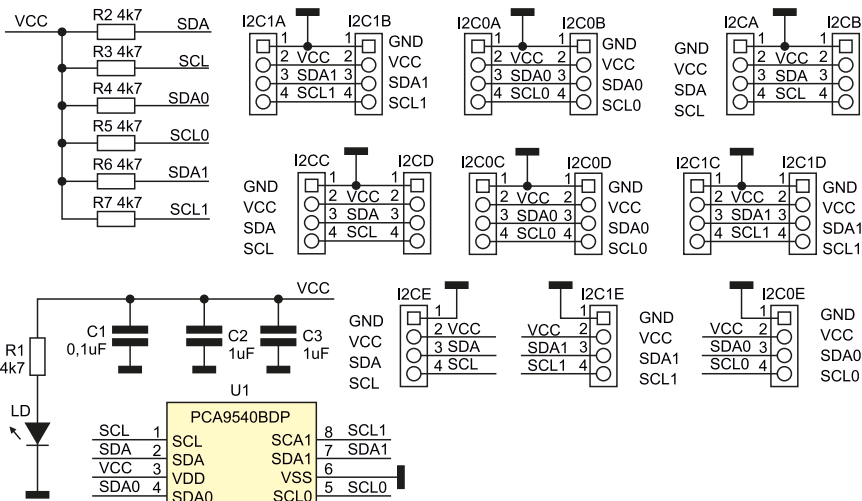 VCC
R2 4k7 SDA
R3 4k7 SCL
R4 4k7 SDA0
R5 4k7 SCL0
R6 4k7 SDA1
R7 4k7 SCL1
I2C1A I2C1B
1 1 GND
2 VCC 2 VCC
3 SDA1 3 SDA1
4 SCL1 4 SCL1
I2C0A I2C0B
1 1 GND
2 VCC 2 VCC
3 SDA0 3 SDA0
4 SCL0 4 SCL0
I2CA I2CB
GND 1 1
VCC 2 VCC 2
SDA 3 SDA 3
SCL 4 SCL 4
I2CC I2CD
GND 1 1
VCC 2 VCC 2
SDA 3 SDA 3
SCL 4 SCL 4
I2C0C I2C0D
1 1 GND
2 VCC 2 VCC
3 SDA0 3 SDA0
4 SCL0 4 SCL0
I2C1C I2C1D
1 1 GND
2 VCC 2 VCC
3 SDA1 3 SDA1
4 SCL1 4 SCL1
VCC
R1
4k7
C1
0,1uF
C2
1uF
C3
1uF
LD
I2CE
GND 1
VCC 2 VCC
SDA 3 SDA
SCL 4 SCL
I2C1E
1 GND
VCC 2 VCC
SDA1 3 SDA1
SCL1 4 SCL1
I2C0E
1 GND
VCC 2 VCC
SDA0 3 SDA0
SCL0 4 SCL0
U1
PCA9540BDP
SCL 1 SCL SCA1 8 SCL1
SDA 2 SDA SDA1 7 SDA1
VCC 3 VDD VSS 6
SDA0 4 SDA0 SCL0 5 SCL0